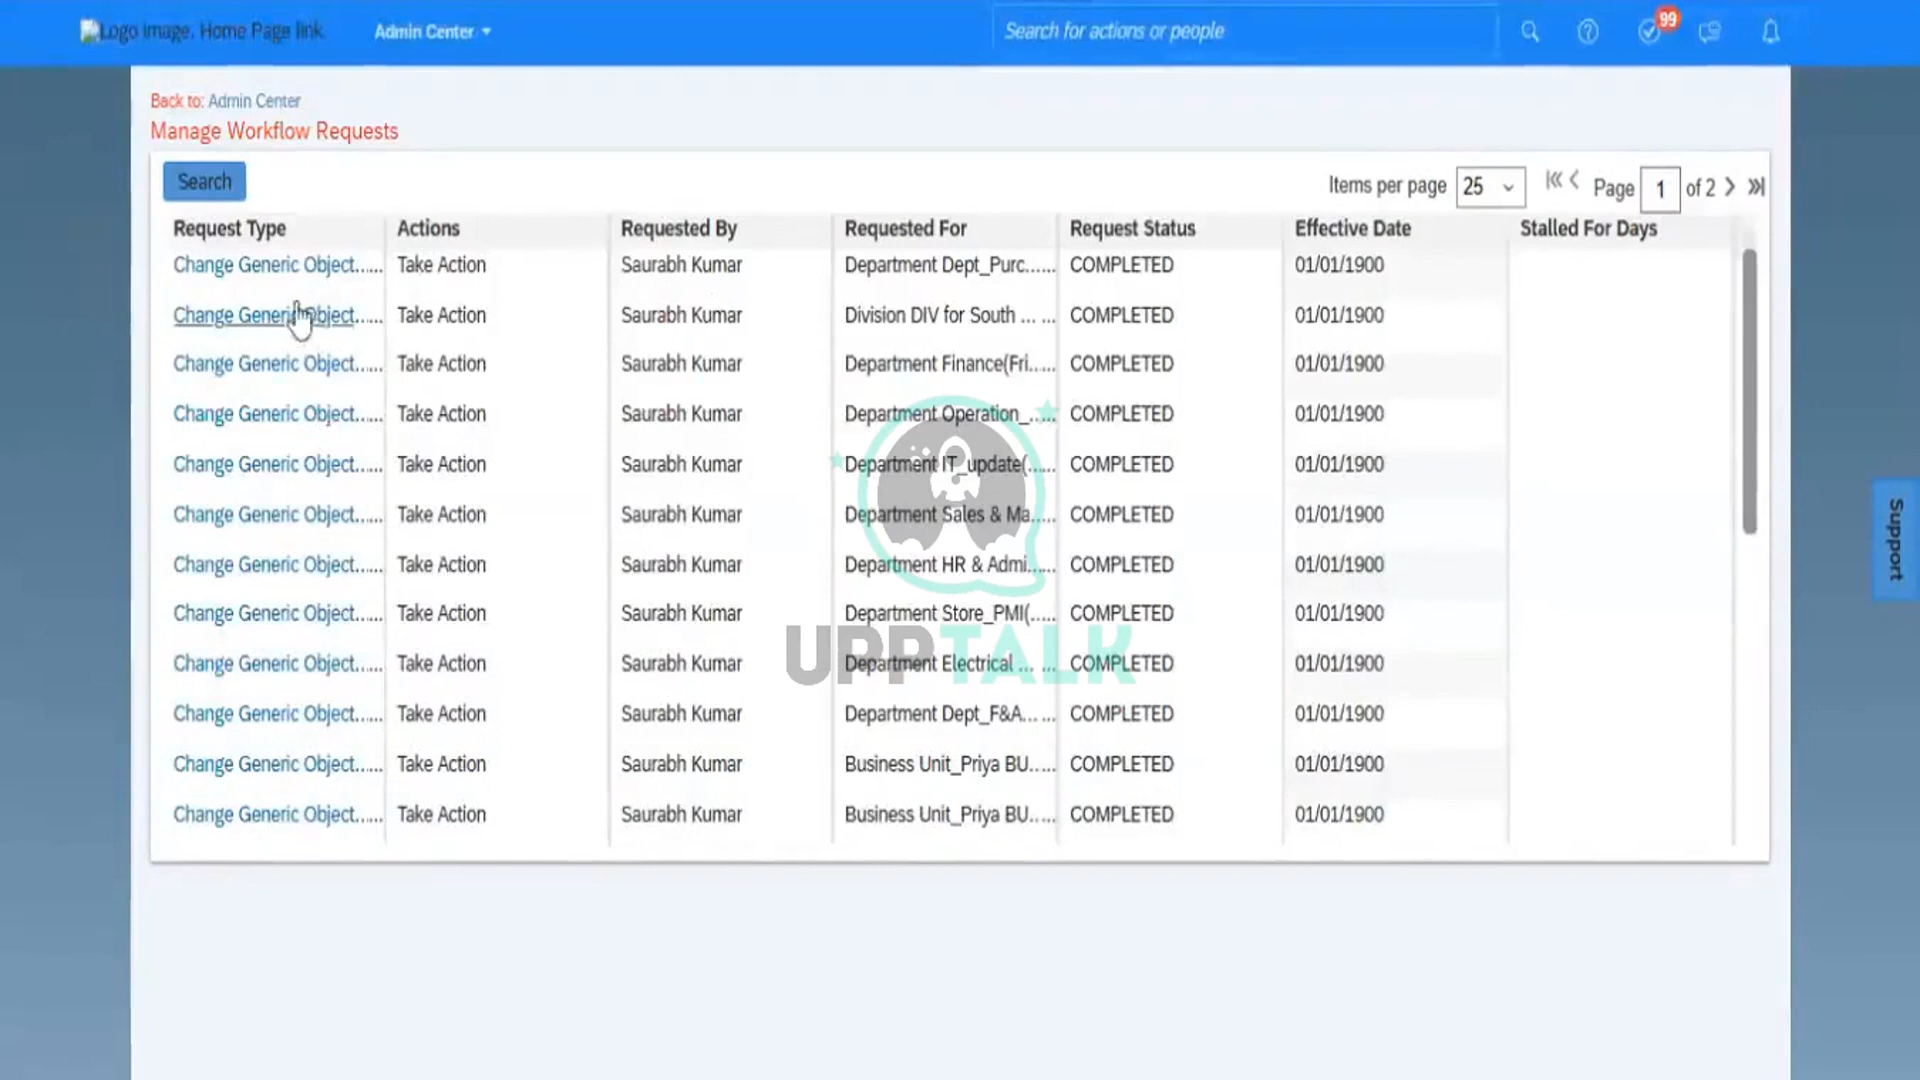 Logo image. Home Page link.
Admin Center
Search for actions or people
99
Back to: Admin Center
Manage Workflow Requests
Search
Items per page 25 Page 1 of 2
Request Type Actions Requested By Requested For Request Status Effective Date Stalled For Days
Change Generic Object...... Take Action Saurabh Kumar Department Dept_Purc...... COMPLETED 01/01/1900
Change Generic Object...... Take Action Saurabh Kumar Division DIV for South ... ... COMPLETED 01/01/1900
Change Generic Object...... Take Action Saurabh Kumar Department Finance(Fri...... COMPLETED 01/01/1900
Change Generic Object...... Take Action Saurabh Kumar Department Operation_...... COMPLETED 01/01/1900
Change Generic Object...... Take Action Saurabh Kumar Department IT_update(...... COMPLETED 01/01/1900
Change Generic Object...... Take Action Saurabh Kumar Department Sales & Ma...... COMPLETED 01/01/1900
Change Generic Object...... Take Action Saurabh Kumar Department HR & Admi...... COMPLETED 01/01/1900
Change Generic Object...... Take Action Saurabh Kumar Department Store_PMI(...... COMPLETED 01/01/1900
Change Generic Object...... Take Action Saurabh Kumar Department Electrical ... ... COMPLETED 01/01/1900
Change Generic Object...... Take Action Saurabh Kumar Department Dept_F&A... ... COMPLETED 01/01/1900
Change Generic Object...... Take Action Saurabh Kumar Business Unit_Priya BU...... COMPLETED 01/01/1900
Change Generic Object...... Take Action Saurabh Kumar Business Unit_Priya BU...... COMPLETED 01/01/1900
UPPTALK
Support